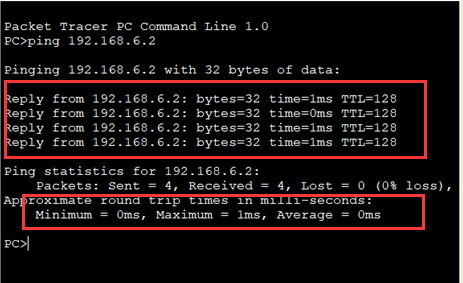 Packet Tracer PC Command Line 1.0
PC>ping 192.168.6.2
Pinging 192.168.6.2 with 32 bytes of data:
Reply from 192.168.6.2: bytes=32 time=1ms TTL=128
Reply from 192.168.6.2: bytes=32 time=0ms TTL=128
Reply from 192.168.6.2: bytes=32 time=1ms TTL=128
Reply from 192.168.6.2: bytes=32 time=1ms TTL=128
Ping statistics for 192.168.6.2:
Packets: Sent = 4, Received = 4, Lost = 0 (0% loss),
Approximate round trip times in milli-seconds:
Minimum = 0ms, Maximum = 1ms, Average = 0ms
PC>